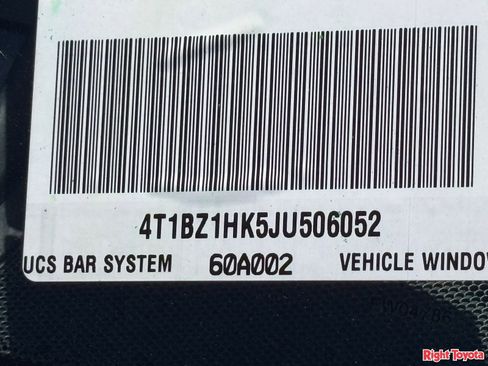 4T1BZ1HK5JU506052
UCS BAR SYSTEM 60A002 VEHICLE WINDOW
Right Toyota